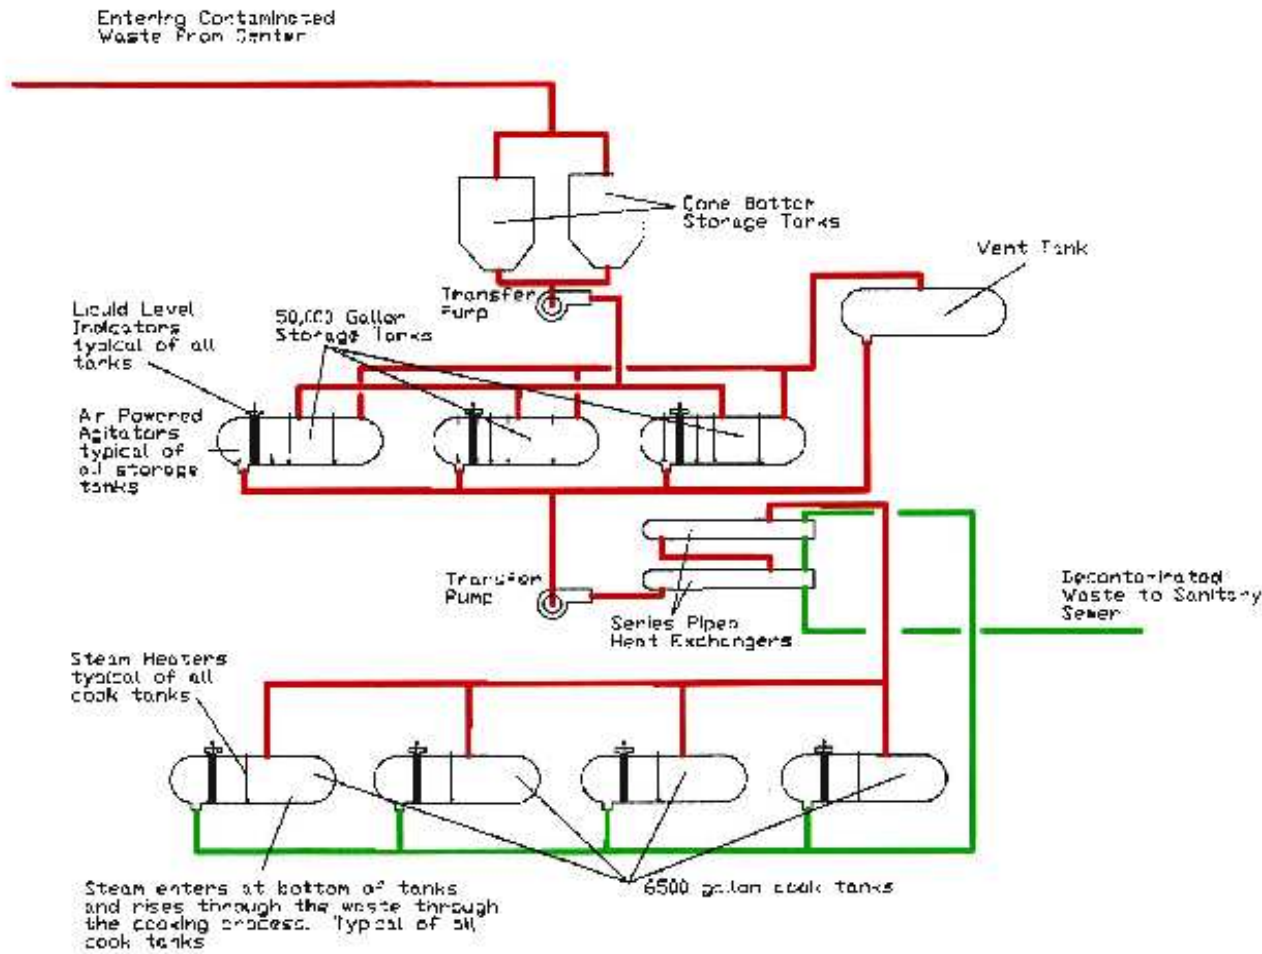 Entering Contaminated
Waste From Center
Cone Bottom
Storage Tanks
Vent Tank
Transfer
Pump
Liquid Level
Indicators
typical of all
tanks
50,000 Gallon
Storage Tanks
Air Powered
Agitators
typical of
all storage
tanks
Transfer
Pump
Series Piped
Heat Exchangers
Decontaminated
Waste to Sanitary
Sewer
Steam Heaters
typical of all
cook tanks
6500 gallon cook tanks
Steam enters at bottom of tanks
and rises through the waste through
the cooking process. Typical of all
cook tanks